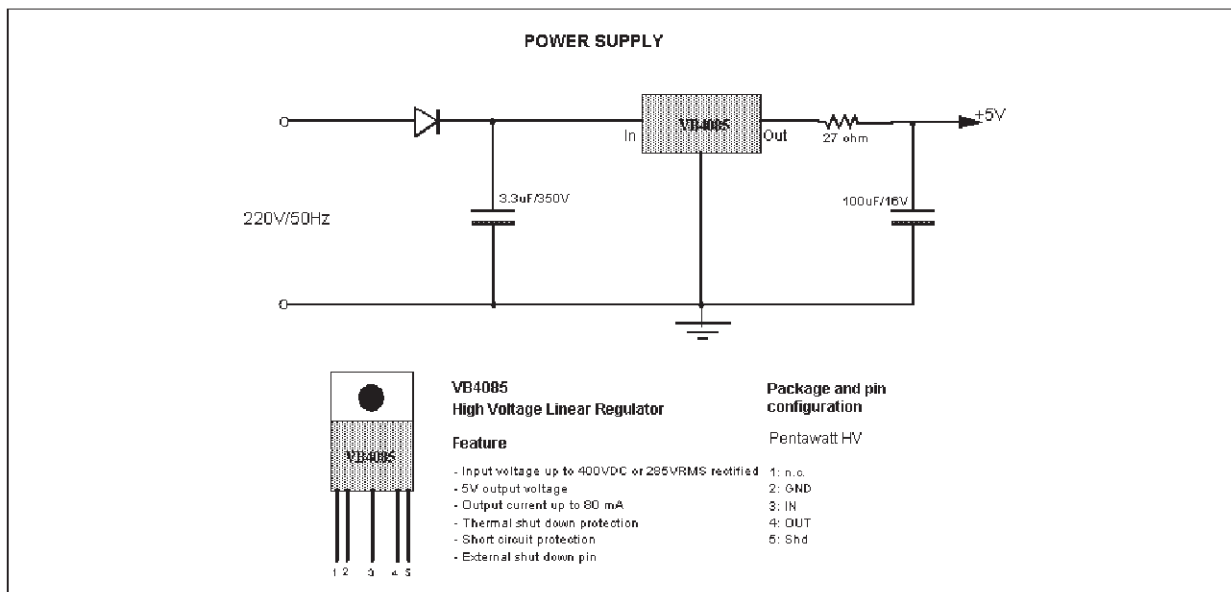 POWER SUPPLY
+5V
VB4085
In
Out
27 ohm
3.3uF/350V
100uF/16V
220V/50Hz
VB4085
High Voltage Linear Regulator
Package and pin
configuration
Feature
Pentawatt HV
- Input voltage up to 400VDC or 285VRMS rectified
- 5V output voltage
- Output current up to 80 mA
- Thermal shut down protection
- Short circuit protection
- External shut down pin
1: n.c.
2: GND
3: IN
4: OUT
5: Shd
VB4085
1 2 3 4 5